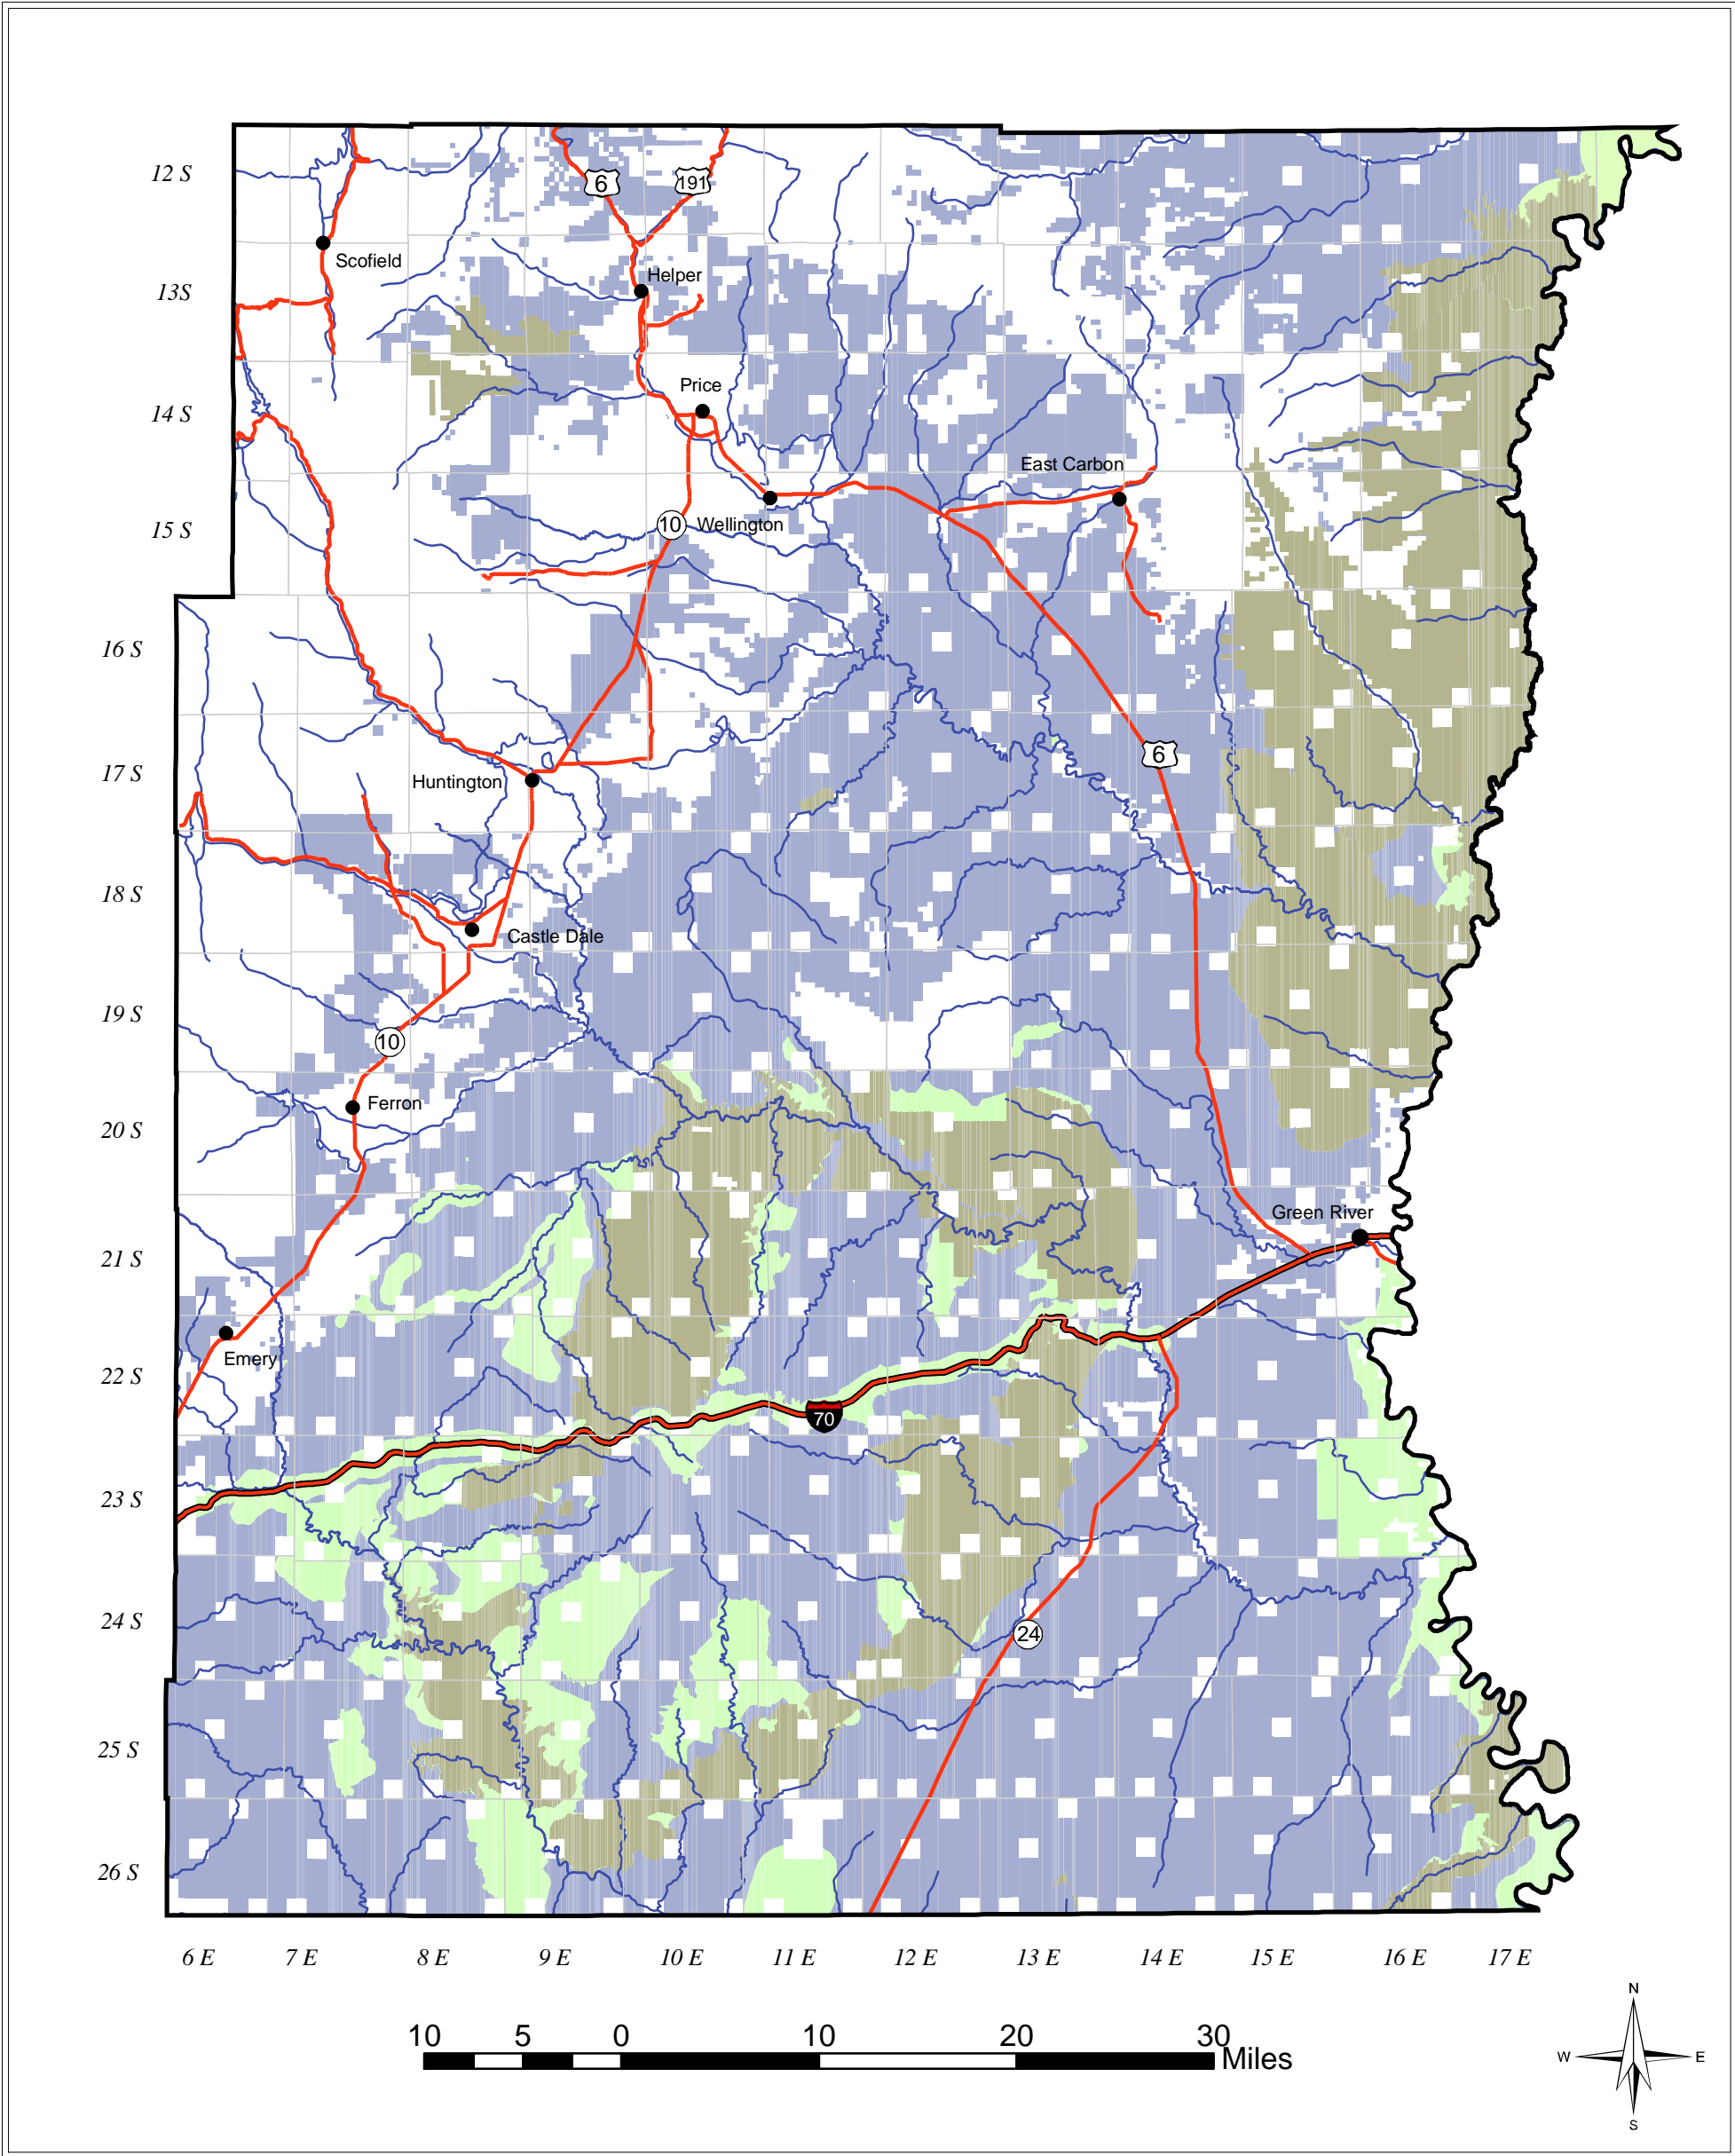 12 S
6
191
Scofield
Helper
13S
Price
14 S
East Carbon
10
Wellington
15 S
16 S
6
17 S
Huntington
18 S
Castle Dale
19 S
10
Ferron
20 S
Green River
21 S
Emery
22 S
70
23 S
24 S
24
25 S
26 S
6 E
7 E
8 E
9 E
10 E
11 E
12 E
13 E
14 E
15 E
16 E
17 E
10
5
0
10
20
30
Miles
N
W
E
S